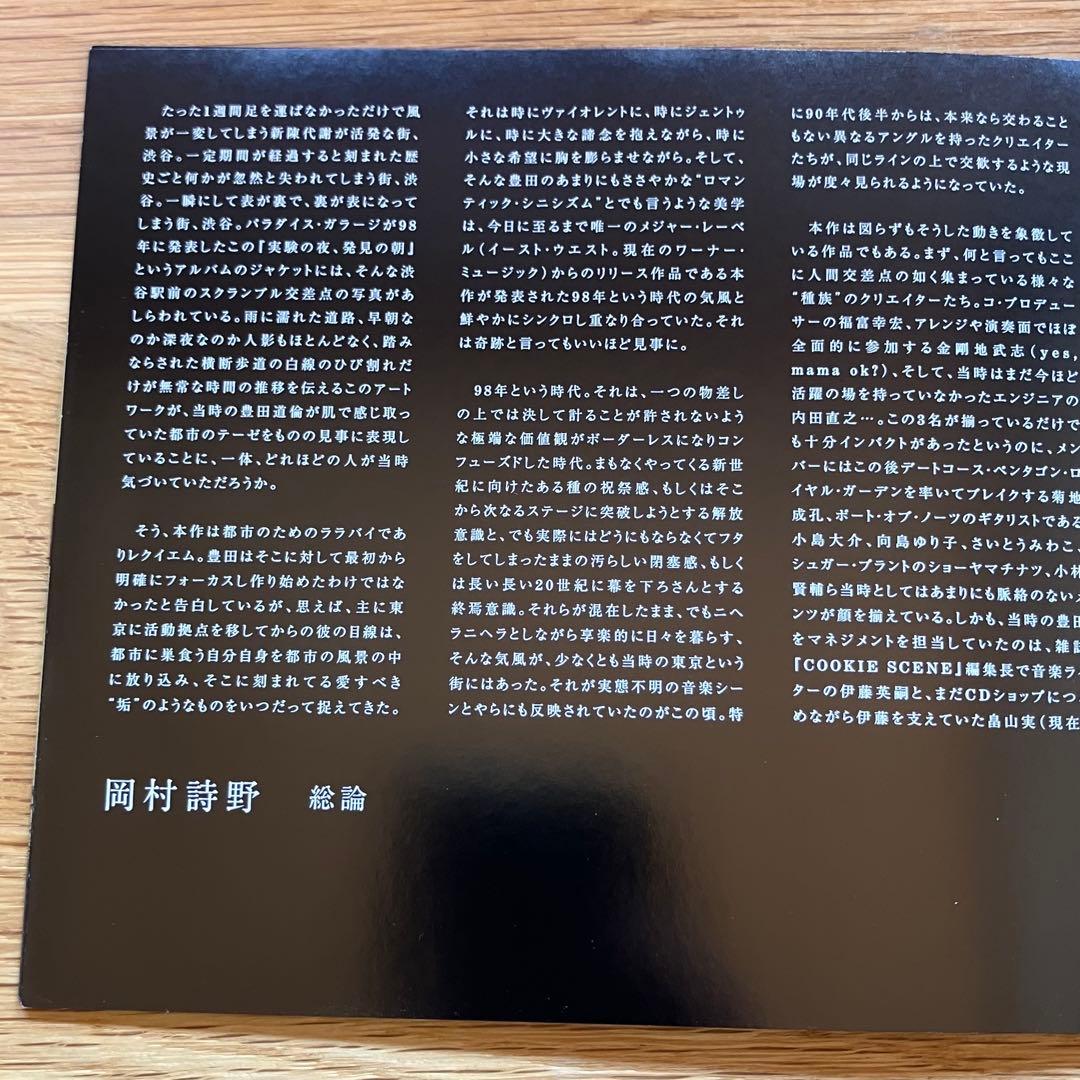 たった1週間足を運ばなかっただけで風
景が一変してしまう新陳代謝が活発な街、
渋谷。一定期間が経過すると刻まれた歴
史ごと何かが忽然と失われてしまう街、渋
谷。一瞬にして表が裏で、裏が表になって
しまう街、渋谷。パラダイス・ガラージが98
年に発表したこの『実験の夜、発見の朝』
というアルバムのジャケットには、そんな渋
谷駅前のスクランブル交差点の写真があ
しらわれている。雨に濡れた道路、早朝な
のか深夜なのか人影もほとんどなく、踏み
ならされた横断歩道の白線のひび割れだ
けが無常な時間の推移を伝えるこのアート
ワークが、当時の豊田道倫が肌で感じ取っ
ていた都市のテーゼをものの見事に表現し
ていることに、一体、どれほどの人が当時
気づいていただろうか。
そう、本作は都市のためのララバイであ
りレクイエム。豊田はそこに対して最初から
明確にフォーカスし作り始めたわけではな
かったと告白しているが、思えば、主に東
京に活動拠点を移してからの彼の目線は、
都市に巣食う自分自身を都市の風景の中
に放り込み、そこに刻まれてる愛すべき
“垢”のようなものをいつだって捉えてきた。
それは時にヴァイオレントに、時にジェントゥ
ルに、時に大きな諦念を抱えながら、時に
小さな希望に胸を膨らませながら。そして、
そんな豊田のあまりにもささやかな“ロマン
ティック・シニシズム”とでも言うような美学
は、今日に至るまで唯一のメジャー・レーベ
ル（イースト・ウエスト。現在のワーナー・
ミュージック）からのリリース作品である本
作が発表された98年という時代の気風と
鮮やかにシンクロし重なり合っていた。それ
は奇跡と言ってもいいほど見事に。
98年という時代。それは、一つの物差し
の上では決して計ることが許されないよう
な極端な価値観がボーダーレスになりコン
フューズドした時代。まもなくやってくる新世
紀に向けたある種の祝祭感、もしくはそこ
から次なるステージに突破しようとする解放
意識と、でも実際にはどうにもならなくてフタ
をしてしまったままの汚らしい閉塞感、もしく
は長い長い20世紀に幕を下ろさんとする
終焉意識。それらが混在したまま、でもニヘ
ラニヘラとしながら享楽的に日々を暮らす、
そんな気風が、少なくとも当時の東京という
街にはあった。それが実態不明の音楽シー
ンとやらにも反映されていたのがこの頃。特
に90年代後半からは、本来なら交わること
もない異なるアングルを持ったクリエイター
たちが、同じラインの上で交歓するような現
場が度々見られるようになっていた。
本作は図らずもそうした動きを象徴して
いる作品でもある。まず、何と言ってもここ
に人間交差点の如く集まっている様々な
“種族”のクリエイターたち。コ・プロデュー
サーの福富幸宏、アレンジや演奏面でほぼ
全面的に参加する金剛地武志（yes,
mama ok?）、そして、当時はまだ今ほど
活躍の場を持っていなかったエンジニアの
内田直之…。この3名が揃っているだけで
も十分インパクトがあったというのに、メン
バーにはこの後デートコース・ペンタゴン・ロ
イヤル・ガーデンを率いてブレイクする菊地
成孔、ポート・オブ・ノーツのギタリストである
小島大介、向島ゆり子、さいとうみわこ、
シュガー・プラントのショーヤマチナツ、小林
賢輔ら当時としてはあまりにも脈絡のない
ンツが顔を揃えている。しかも、当時の豊田
をマネジメントを担当していたのは、雑誌
『COOKIE SCENE』編集長で音楽ラ
ターの伊藤英嗣と、まだCDショップにつ
めながら伊藤を支えていた畠山実（現在
岡村詩野 総論